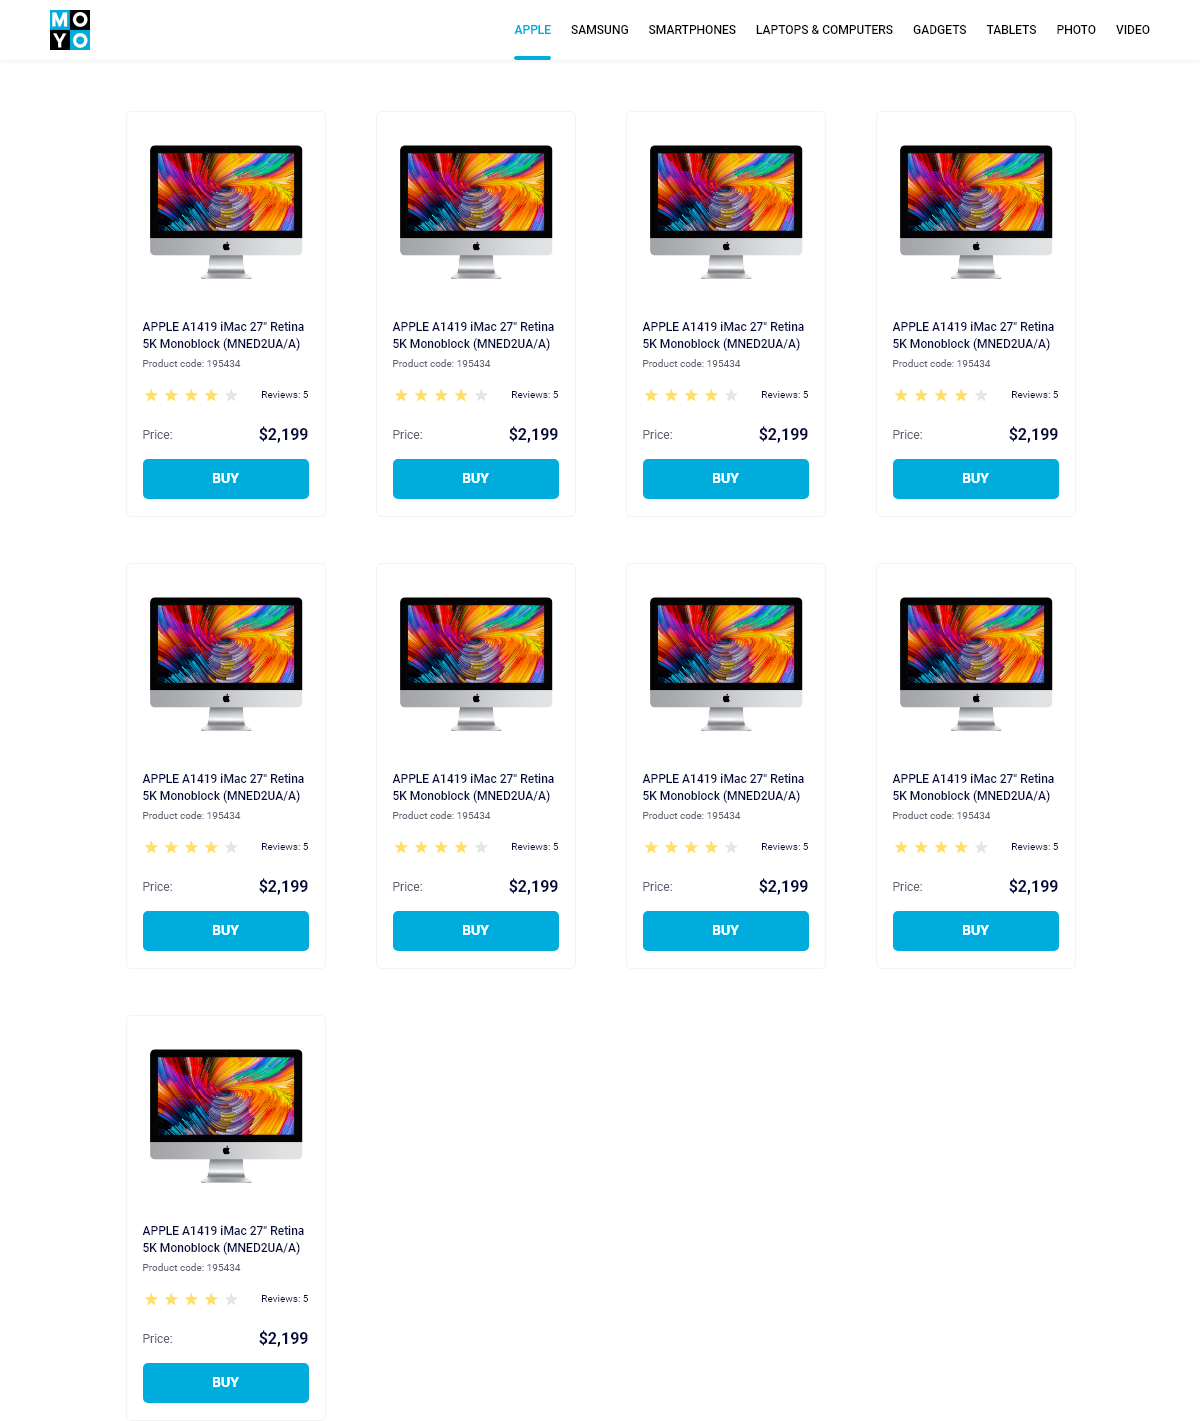 MO
YO
APPLE SAMSUNG SMARTPHONES LAPTOPS & COMPUTERS GADGETS TABLETS PHOTO VIDEO
APPLE A1419 iMac 27" Retina
5K Monoblock (MNED2UA/A)
Product code: 195434
Reviews: 5
Price: $2,199
BUY
APPLE A1419 iMac 27" Retina
5K Monoblock (MNED2UA/A)
Product code: 195434
Reviews: 5
Price: $2,199
BUY
APPLE A1419 iMac 27" Retina
5K Monoblock (MNED2UA/A)
Product code: 195434
Reviews: 5
Price: $2,199
BUY
APPLE A1419 iMac 27" Retina
5K Monoblock (MNED2UA/A)
Product code: 195434
Reviews: 5
Price: $2,199
BUY
APPLE A1419 iMac 27" Retina
5K Monoblock (MNED2UA/A)
Product code: 195434
Reviews: 5
Price: $2,199
BUY
APPLE A1419 iMac 27" Retina
5K Monoblock (MNED2UA/A)
Product code: 195434
Reviews: 5
Price: $2,199
BUY
APPLE A1419 iMac 27" Retina
5K Monoblock (MNED2UA/A)
Product code: 195434
Reviews: 5
Price: $2,199
BUY
APPLE A1419 iMac 27" Retina
5K Monoblock (MNED2UA/A)
Product code: 195434
Reviews: 5
Price: $2,199
BUY
APPLE A1419 iMac 27" Retina
5K Monoblock (MNED2UA/A)
Product code: 195434
Reviews: 5
Price: $2,199
BUY